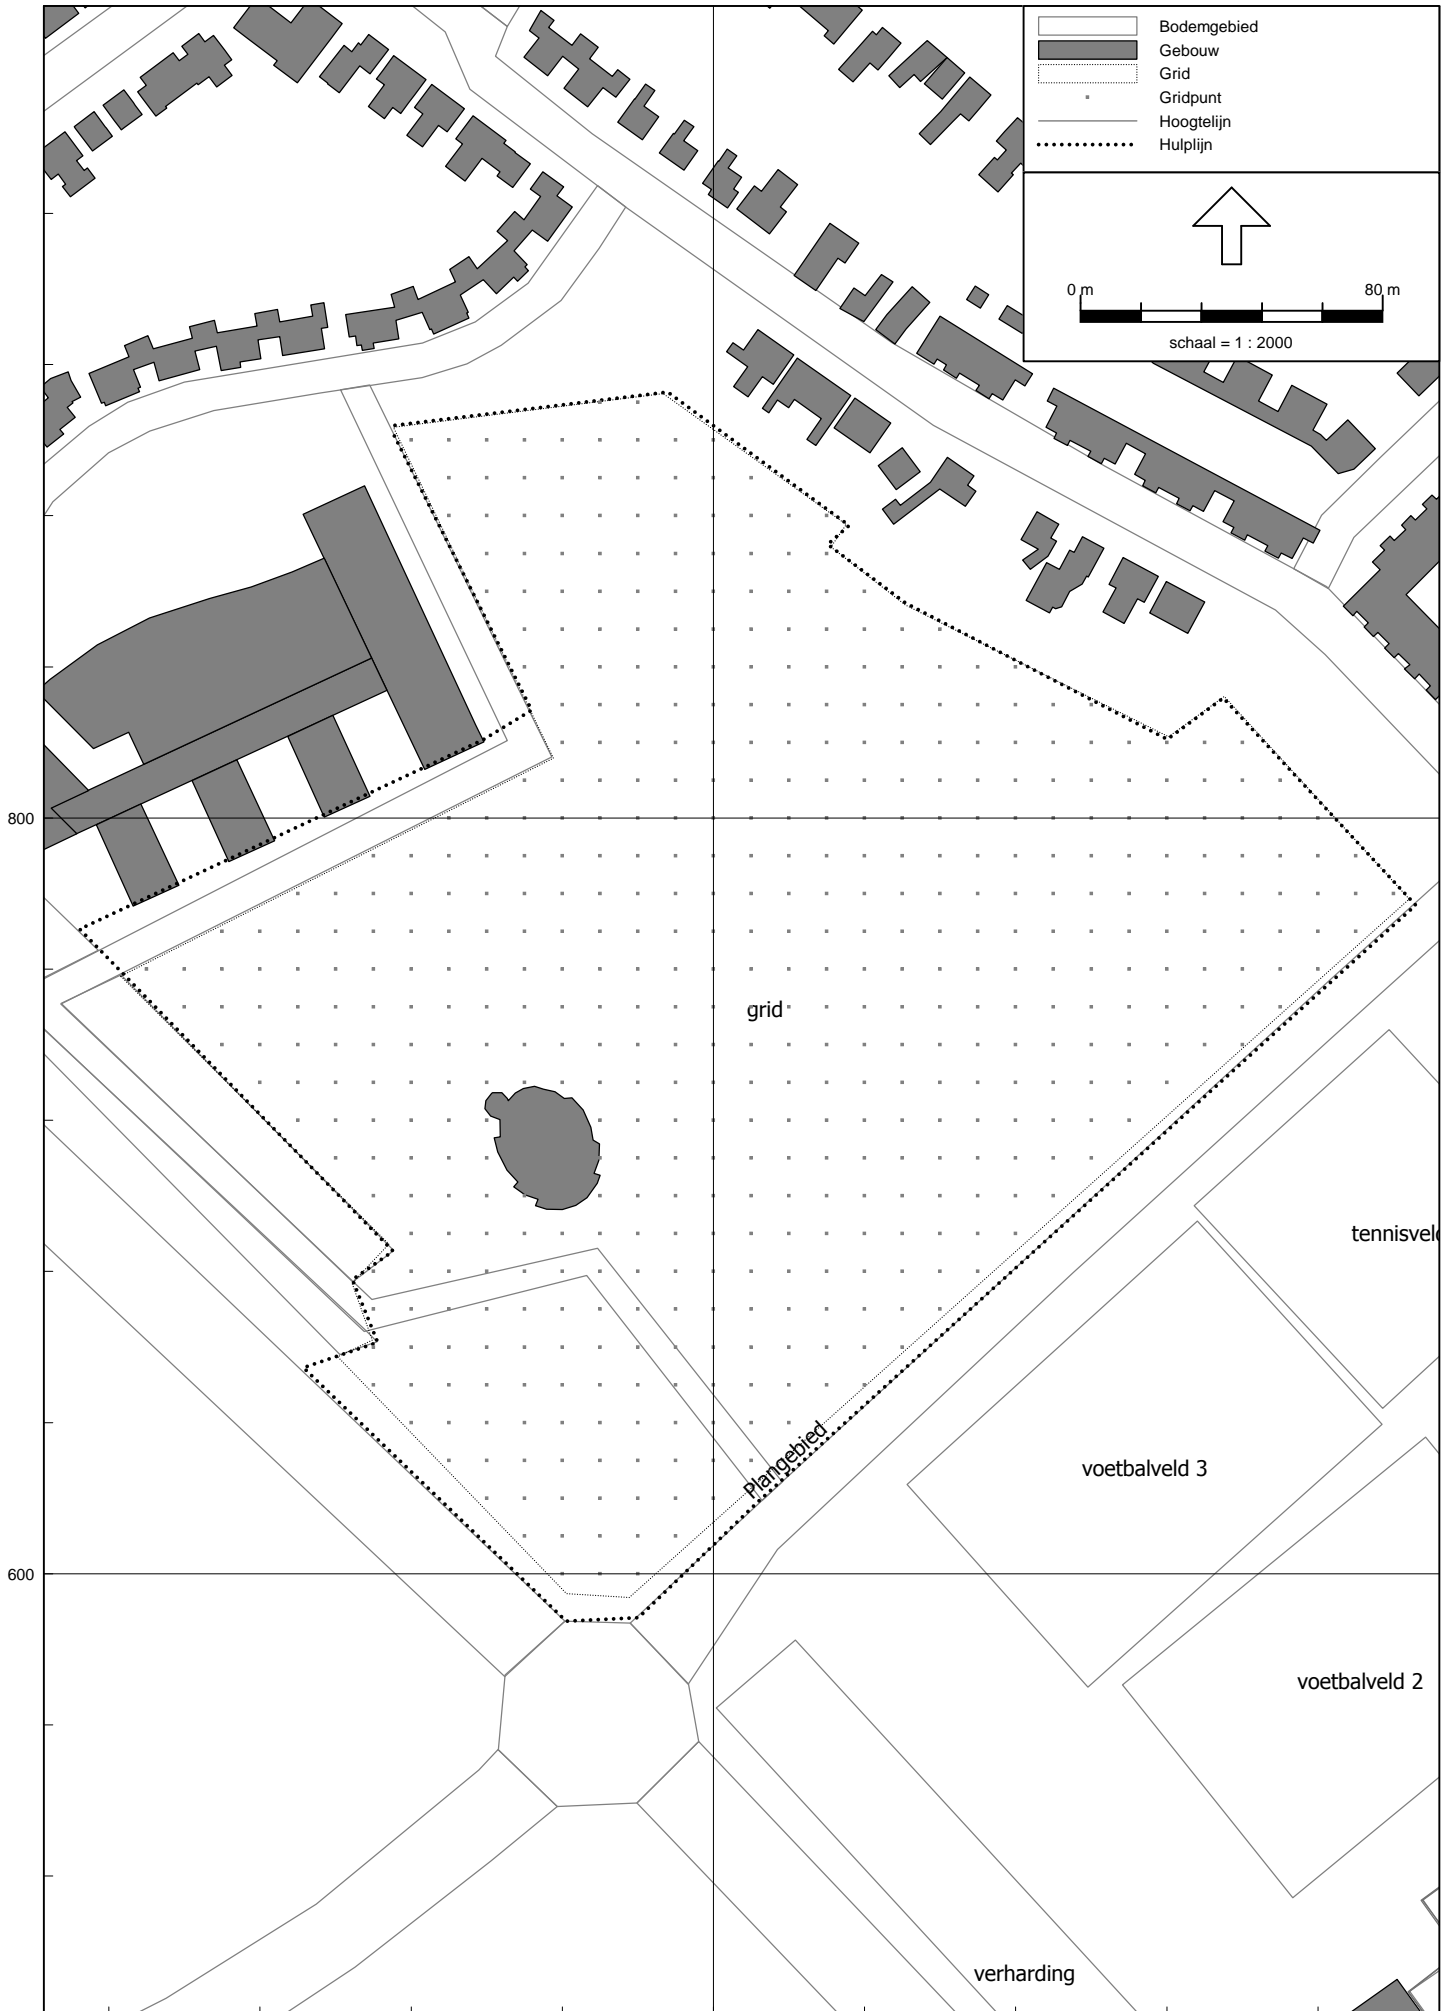 Bodemgebied
Gebouw
Grid
Gridpunt
Hoogtelijn
Hulplijn
0 m 80 m
schaal = 1 : 2000
800
grid
tennisveld
Plangebied
voetbalveld 3
600
voetbalveld 2
verharding